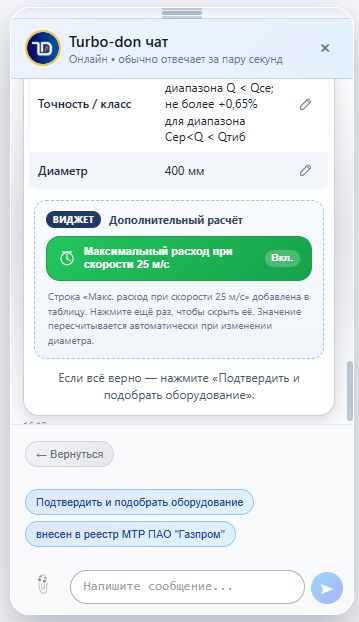 Turbo-don чат
Онлайн • обычно отвечает за пару секунд
диапазона Q < Qce;
не более +0,65%
Точность / класс
для диапазона
Cep<Q < Qтиб
Диаметр
400 мм
ВИДЖЕТ Дополнительный расчёт
Максимальный расход при
скорости 25 м/с
Вкл.
Строка «Макс. расход при скорости 25 м/с» добавлена в
таблицу. Нажмите ещё раз, чтобы скрыть её. Значение
пересчитывается автоматически при изменении
диаметра.
Если всё верно — нажмите «Подтвердить и
подобрать оборудование».
← Вернуться
Подтвердить и подобрать оборудование
внесен в реестр МТР ПАО "Газпром"
Напишите сообщение...